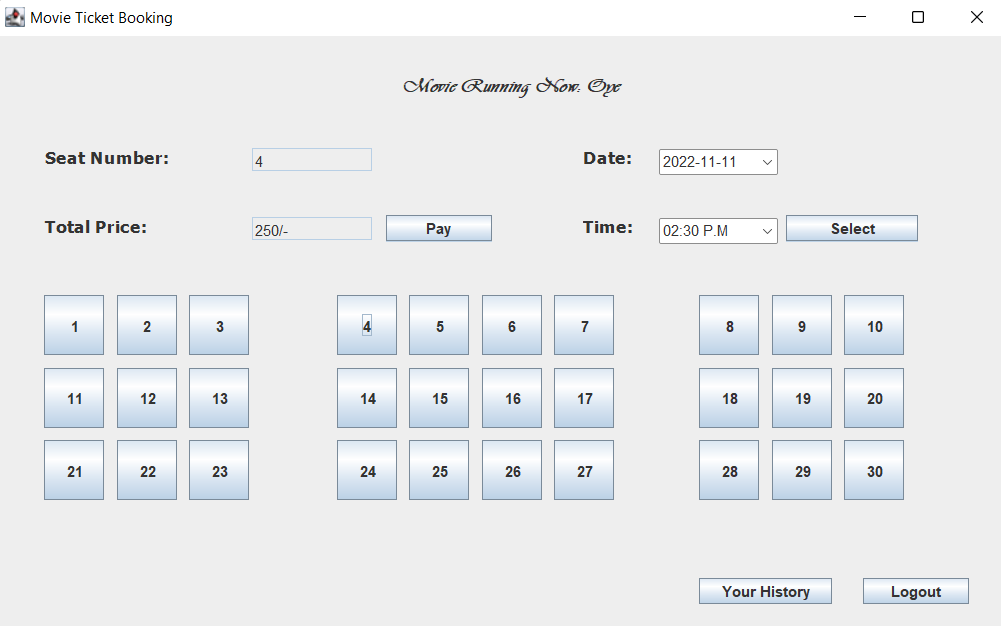 Movie Ticket Booking
Movie Running Now: Oye
Seat Number: 4 Date: 2022-11-11
Total Price: 250/- Pay Time: 02:30 P.M Select
1 2 3 4 5 6 7 8 9 10
11 12 13 14 15 16 17 18 19 20
21 22 23 24 25 26 27 28 29 30
Your History Logout